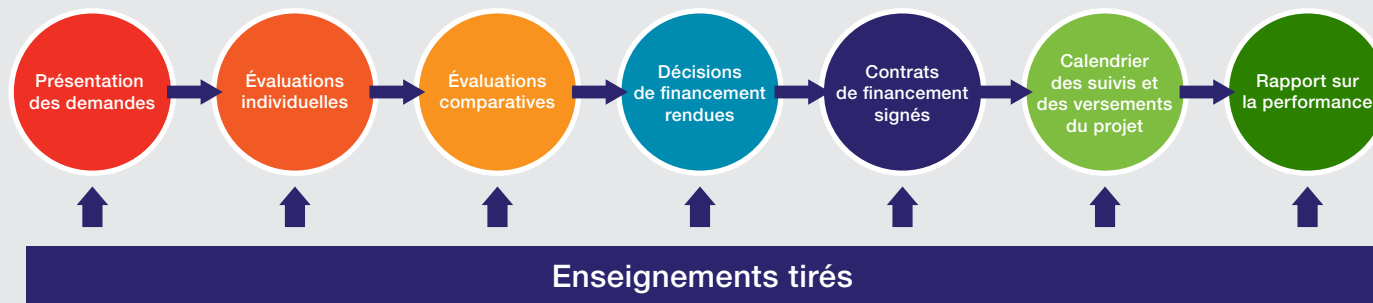 Présentation
des demandes
Évaluations
individuelles
Évaluations
comparatives
Décisions
de financement
rendues
Contrats
de financement
signés
Calendrier
des suivis et
des versements
du projet
Rapport sur
la performance
Enseignements tirés